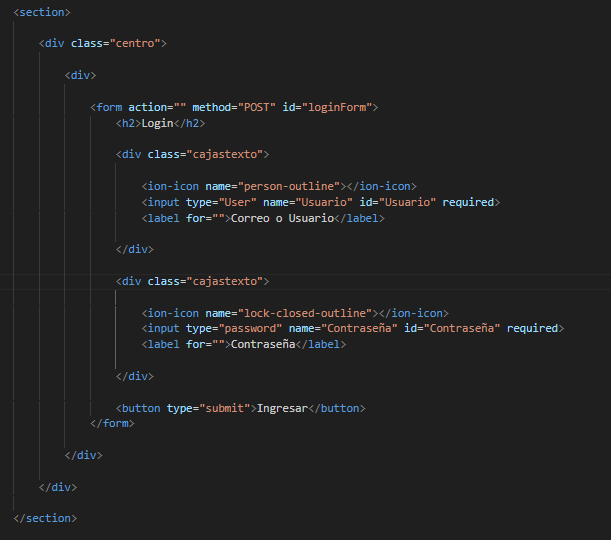 <section>
<div class="centro">
<div>
<form action="" method="POST" id="loginForm">
<h2>Login</h2>
<div class="cajastexto">
<ion-icon name="person-outline"></ion-icon>
<input type="User" name="Usuario" id="Usuario" required>
<label for="">Correo o Usuario</label>
</div>
<div class="cajastexto">
<ion-icon name="lock-closed-outline"></ion-icon>
<input type="password" name="Contraseña" id="Contraseña" required>
<label for="">Contraseña</label>
</div>
<button type="submit">Ingresar</button>
</form>
</div>
</div>
</section>